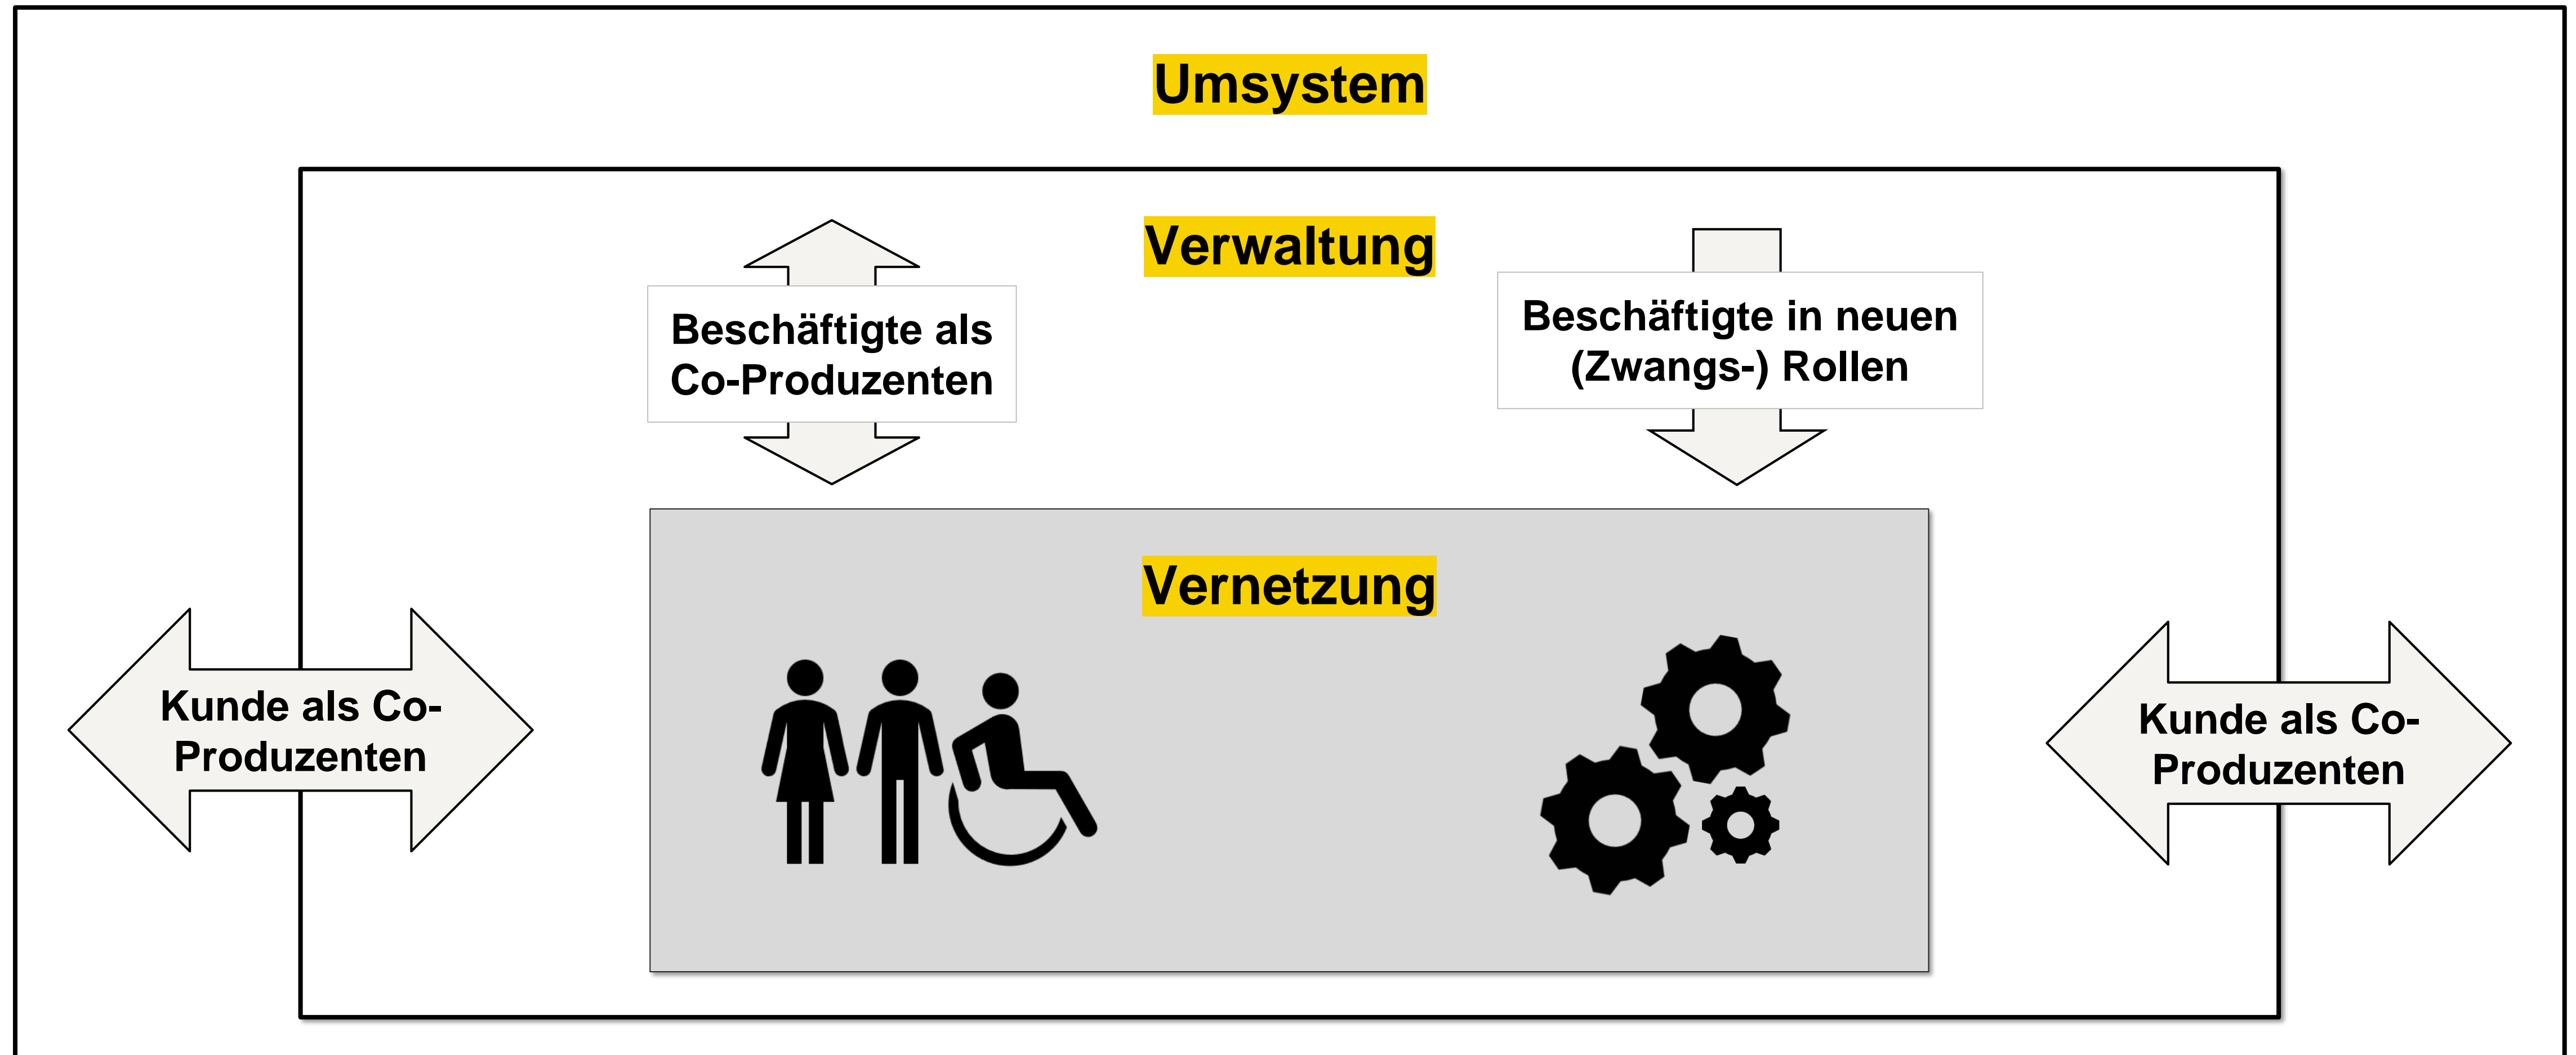 Umsystem
Verwaltung
Beschäftigte als
Co-Produzenten
Beschäftigte in neuen
(Zwangs-) Rollen
Vernetzung
Kunde als Co-
Produzenten
Kunde als Co-
Produzenten